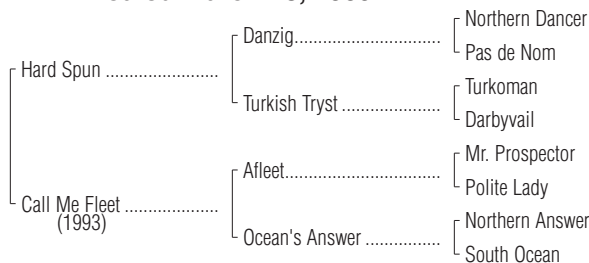 Northern Dancer
Danzig
Pas de Nom
Hard Spun
Turkoman
Turkish Tryst
Darbyvail
Mr. Prospector
Afleet
Polite Lady
Call Me Fleet
(1993)
Northern Answer
Ocean's Answer
South Ocean